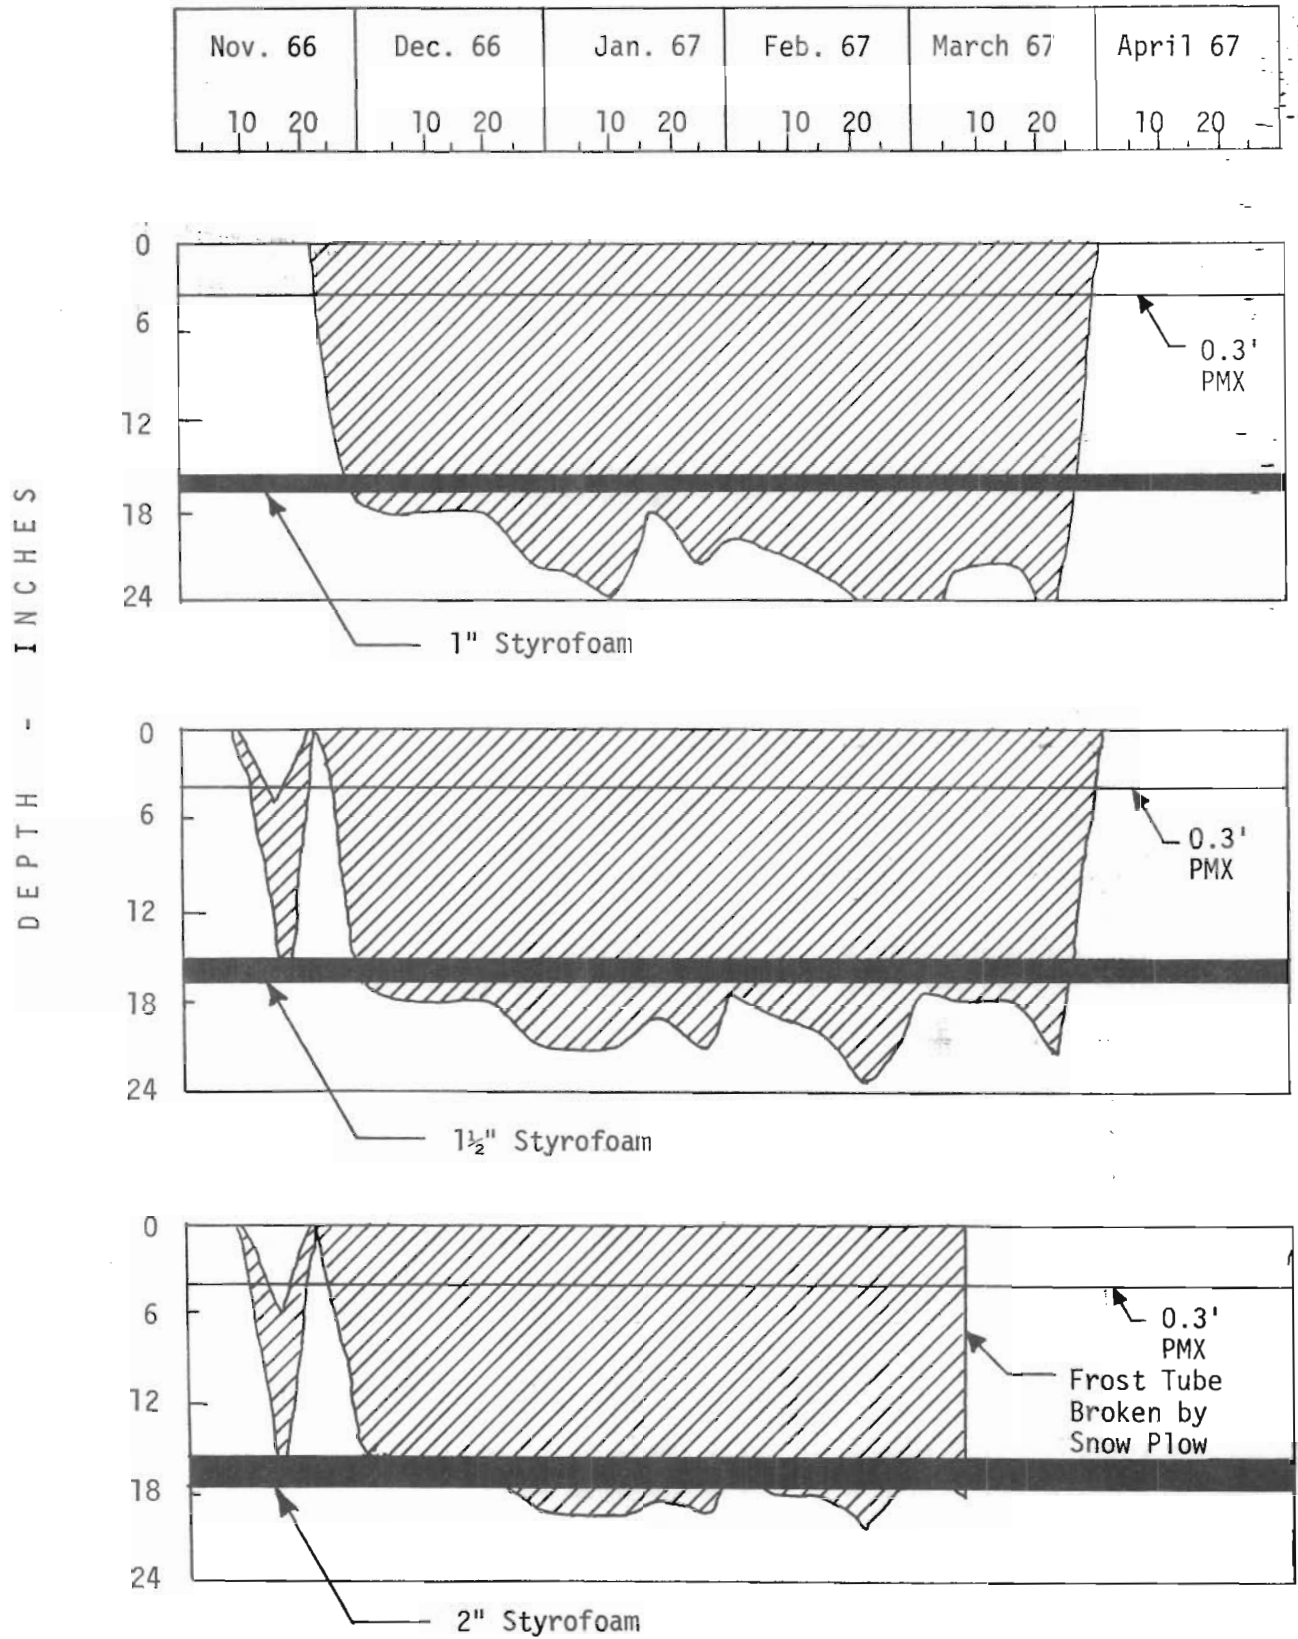 Nov. 66 Dec. 66 Jan. 67 Feb. 67 March 67 April 67
10 20 10 20 10 20 10 20 10 20 10 20
DEPTH - INCHES
0
6
12
18
24
0.3'
PMX
1" Styrofoam
0
6
12
18
24
0.3'
PMX
1½" Styrofoam
0
6
12
18
24
0.3'
PMX
Frost Tube
Broken by
Snow Plow
2" Styrofoam